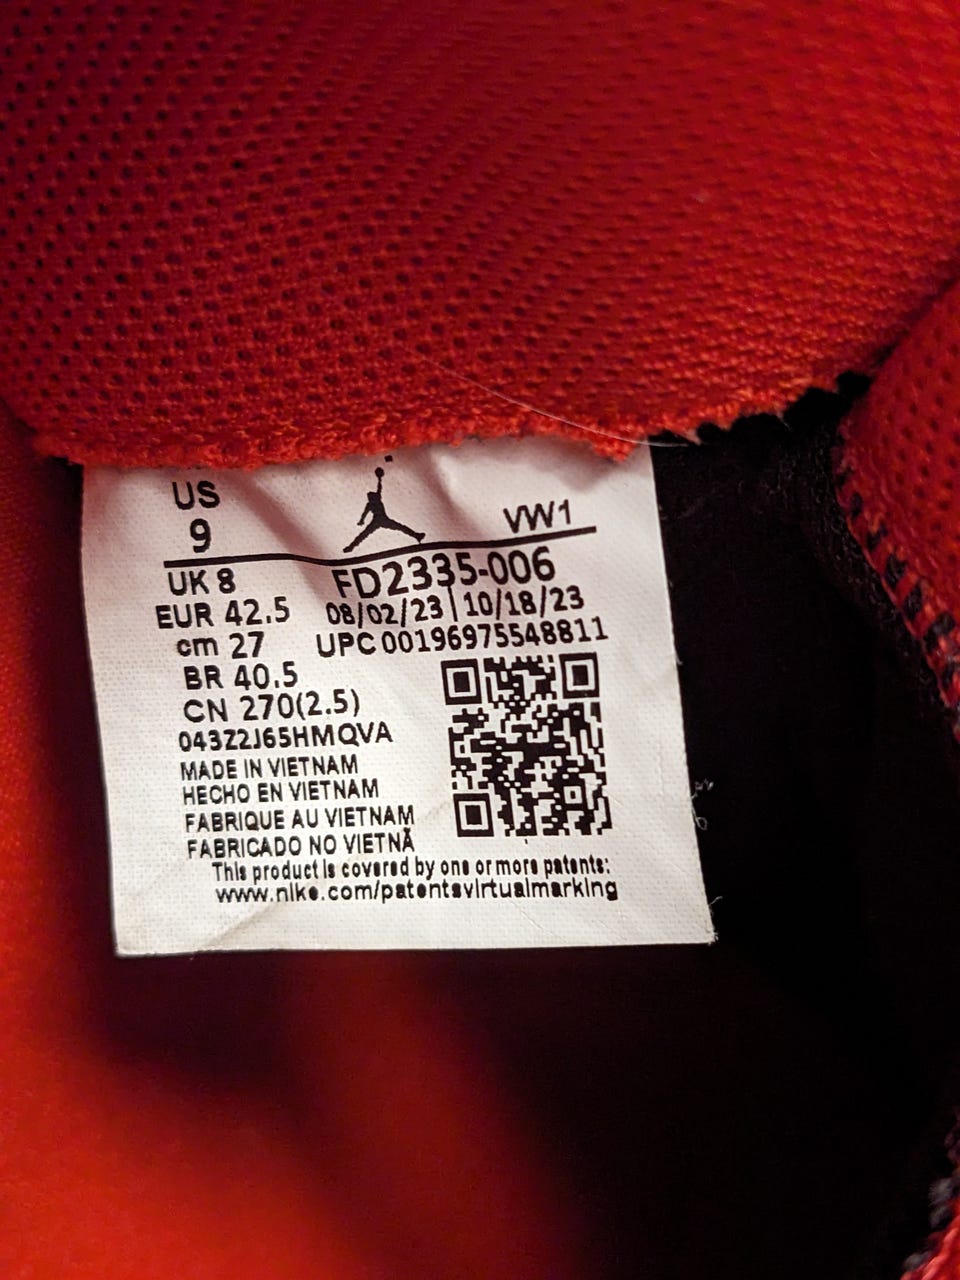 US
9
VW1
UK 8
FD2335-006
EUR 42.5
08/02/23 | 10/18/23
cm 27
UPC 00196975548811
BR 40.5
CN 270(2.5)
043Z2J65HMQVA
MADE IN VIETNAM
HECHO EN VIETNAM
FABRIQUE AU VIETNAM
FABRICADO NO VIETNÃ
This product is covered by one or more patents:
www.nike.com/patentsvirtualmarking